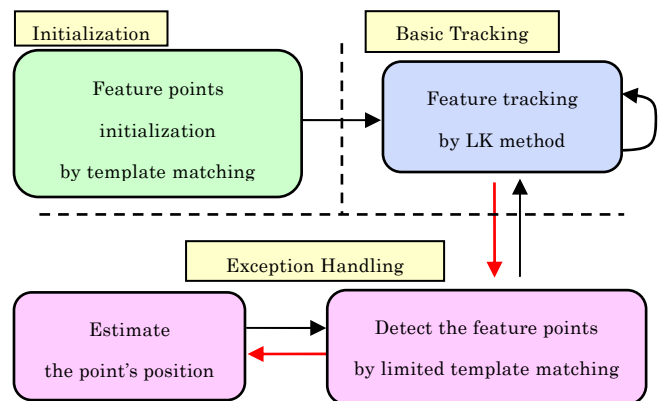 Initialization
Basic Tracking
Feature points
initialization
by template matching
Feature tracking
by LK method
Exception Handling
Estimate
the point's position
Detect the feature points
by limited template matching